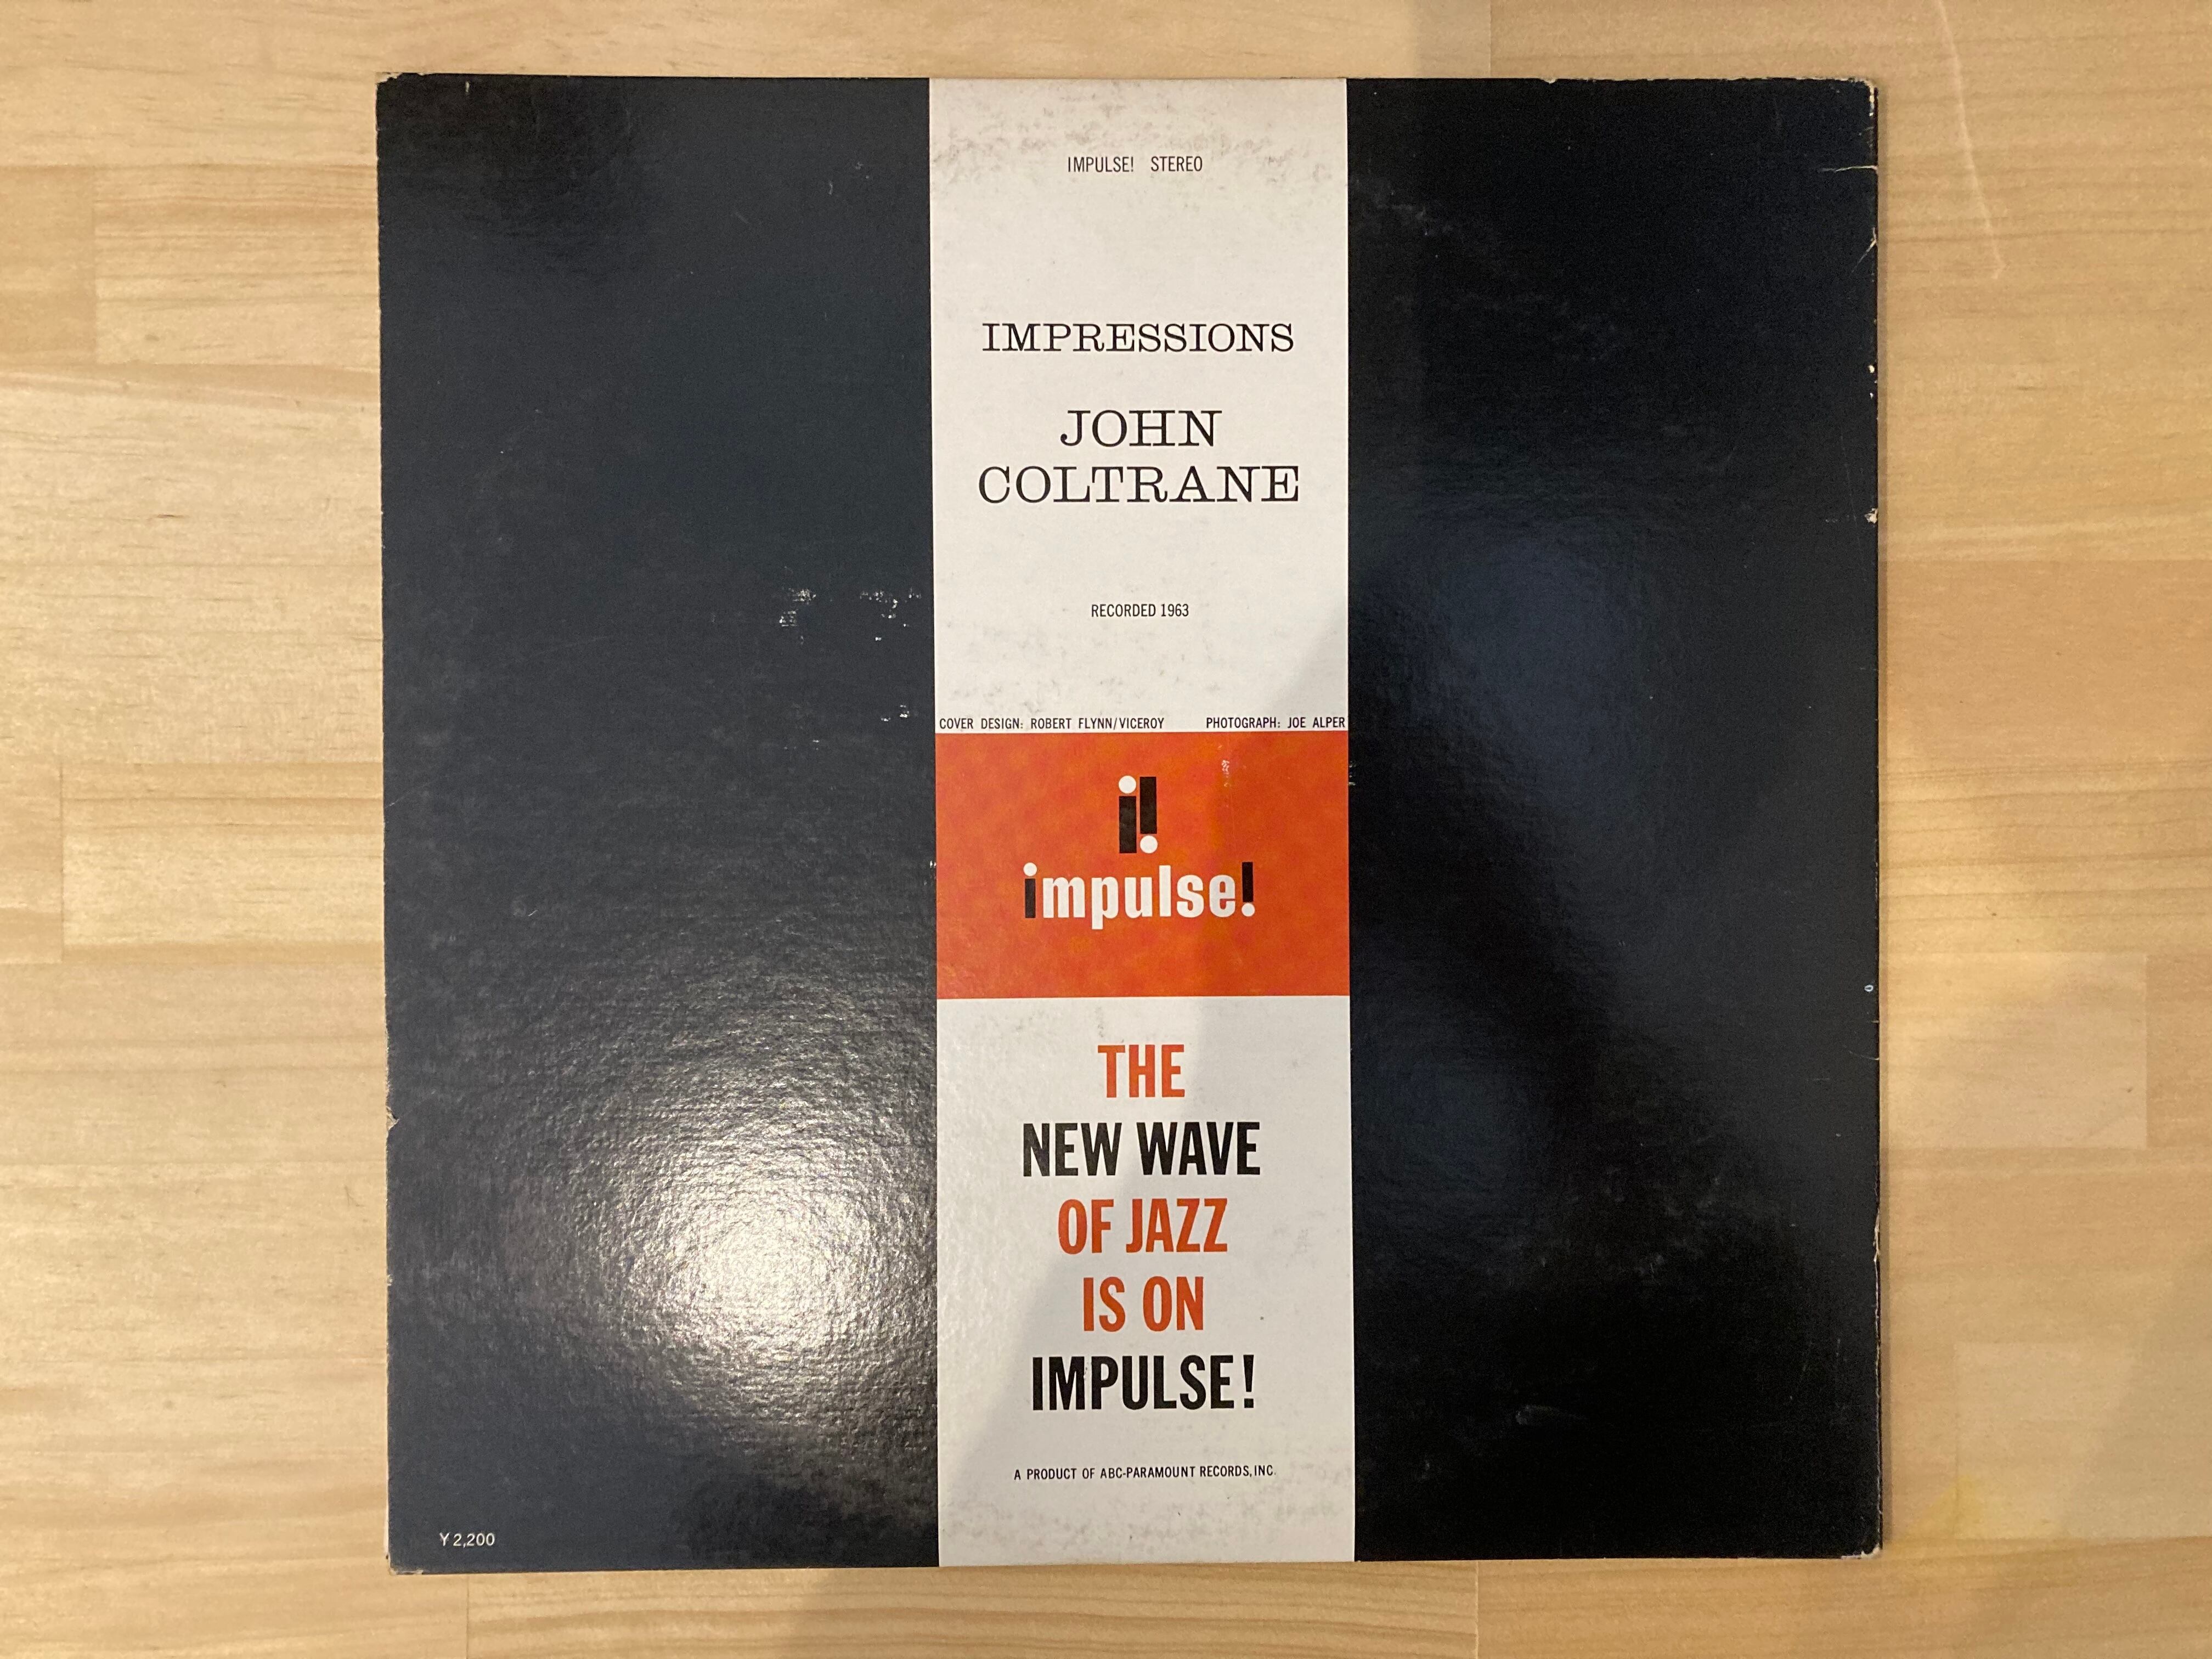 IMPULSE! STEREO
IMPRESSIONS
JOHN
COLTRANE
RECORDED 1963
COVER DESIGN: ROBERT FLYNN/VICEROY PHOTOGRAPH: JOE ALPER
i!
impulse!
THE
NEW WAVE
OF JAZZ
IS ON
IMPULSE!
A PRODUCT OF ABC-PARAMOUNT RECORDS, INC.
Y 2,200